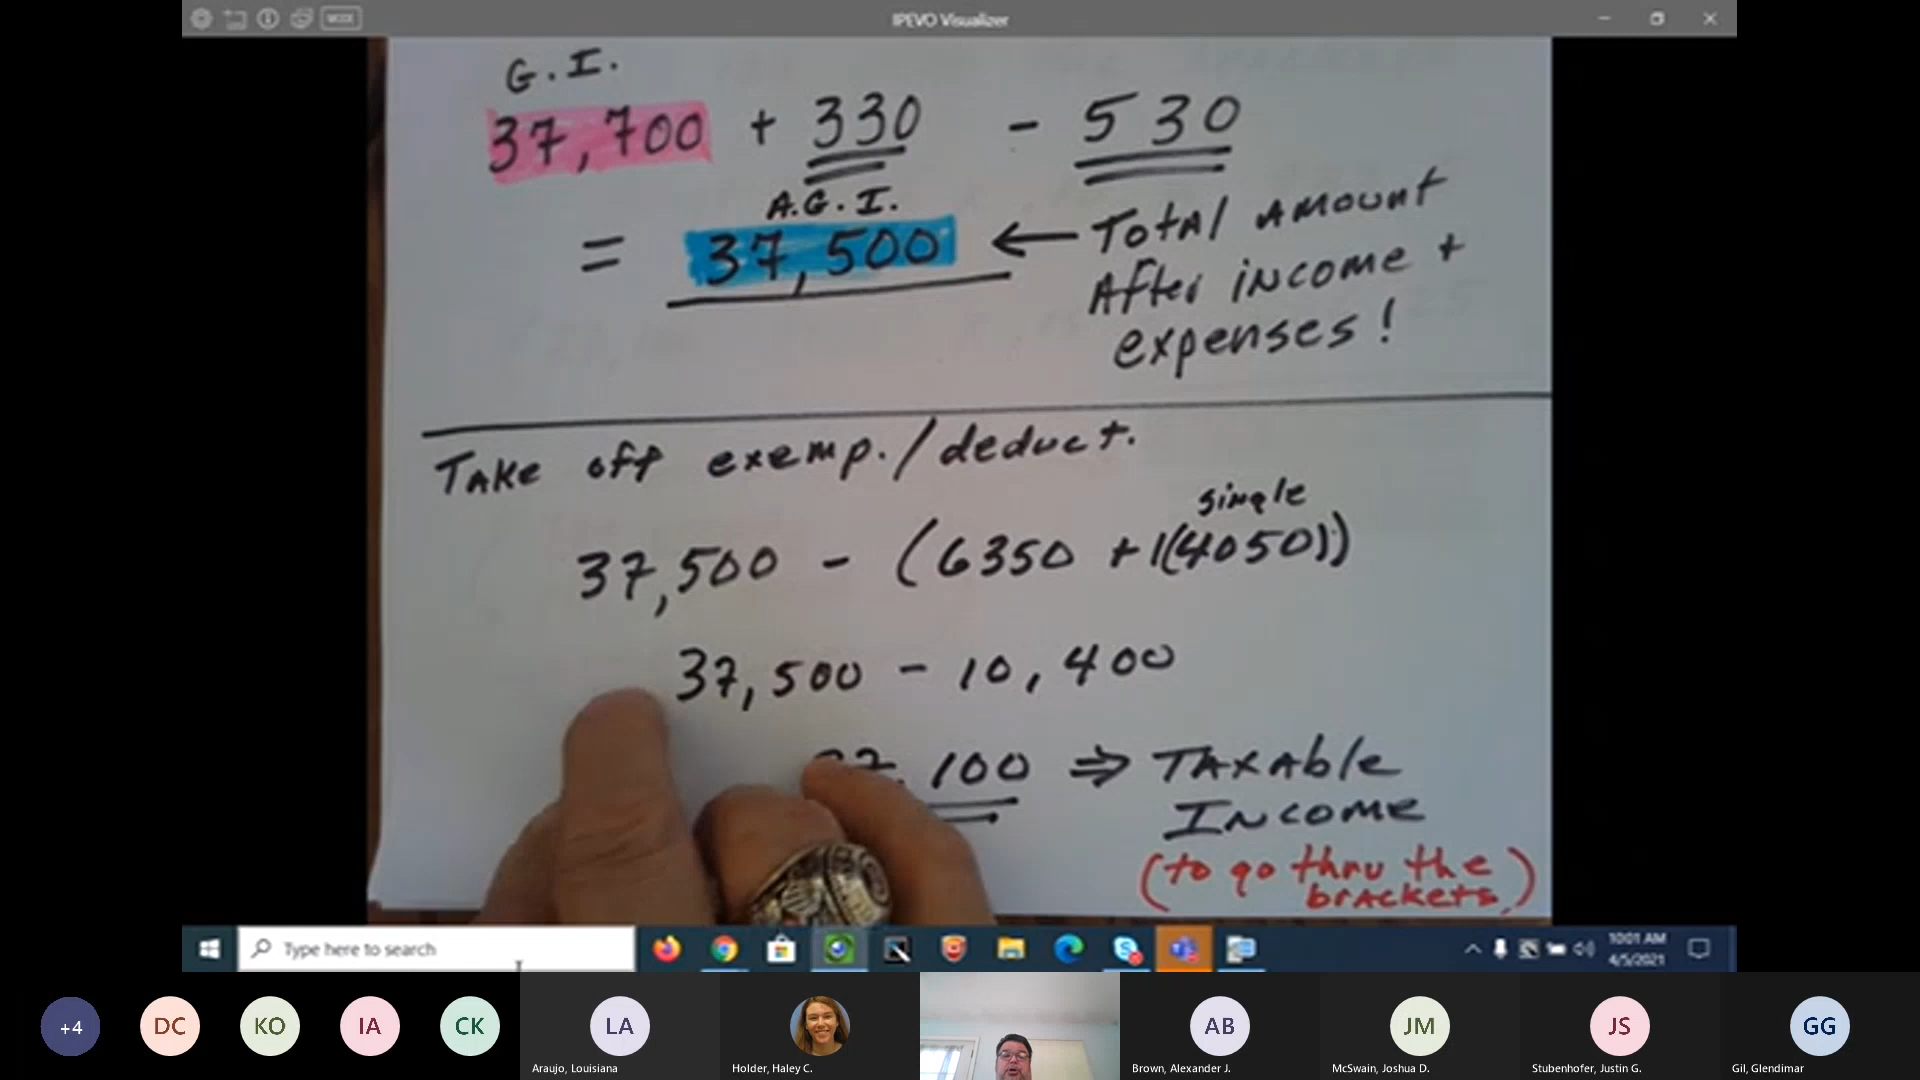 IPEVO Visualizer
G.I.
37,700 + 330 - 530
A.G.I.
= 37,500 ← Total Amount
After income +
expenses!
Take off exemp./deduct.
single
37,500 - (6350 + 1(4050))
37,500 - 10,400
100 ⇒ Taxable
Income
(to go thru the
brackets.)
Type here to search
10:01 AM
4/5/2021
+4
DC
KO
IA
CK
LA
AB
JM
JS
GG
Araujo, Louisiana
Holder, Haley C.
Brown, Alexander J.
McSwain, Joshua D.
Stubenhofer, Justin G.
Gil, Glendimar